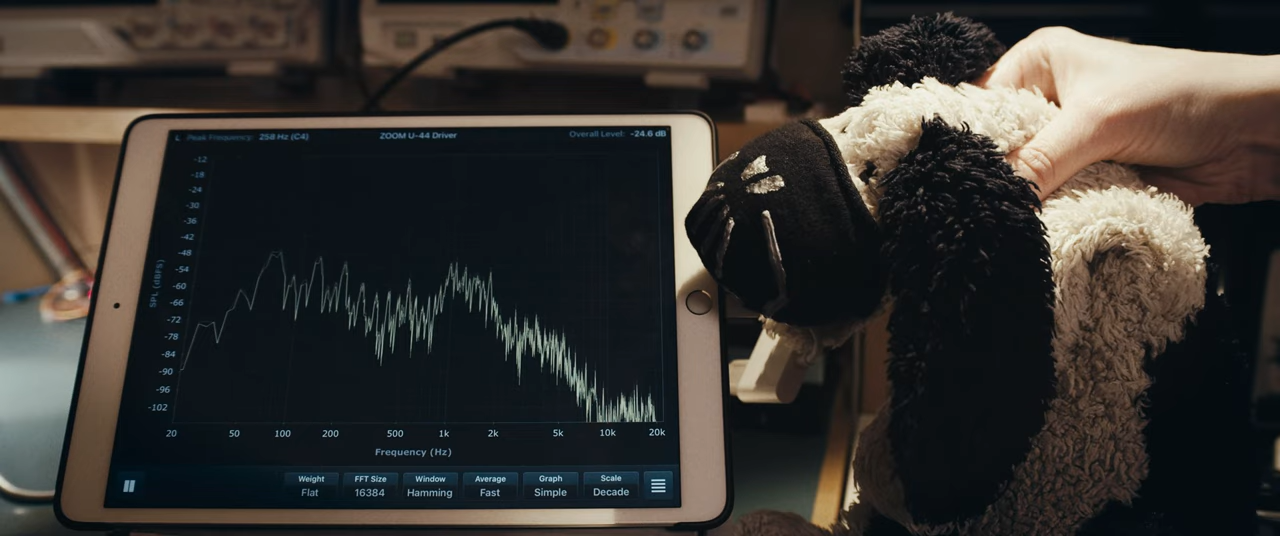 L Peak Frequency: 258 Hz (C4) ZOOM U-44 Driver Overall Level: -24.6 dB
-12
-18
-24
-30
-36
-42
-48
-54
-60
-66
-72
-78
-84
-90
-96
-102
SPL (dBFS)
20 50 100 200 500 1k 2k 5k 10k 20k
Frequency (Hz)
Weight FFT Size Window Average Graph Scale
Flat 16384 Hamming Fast Simple Decade